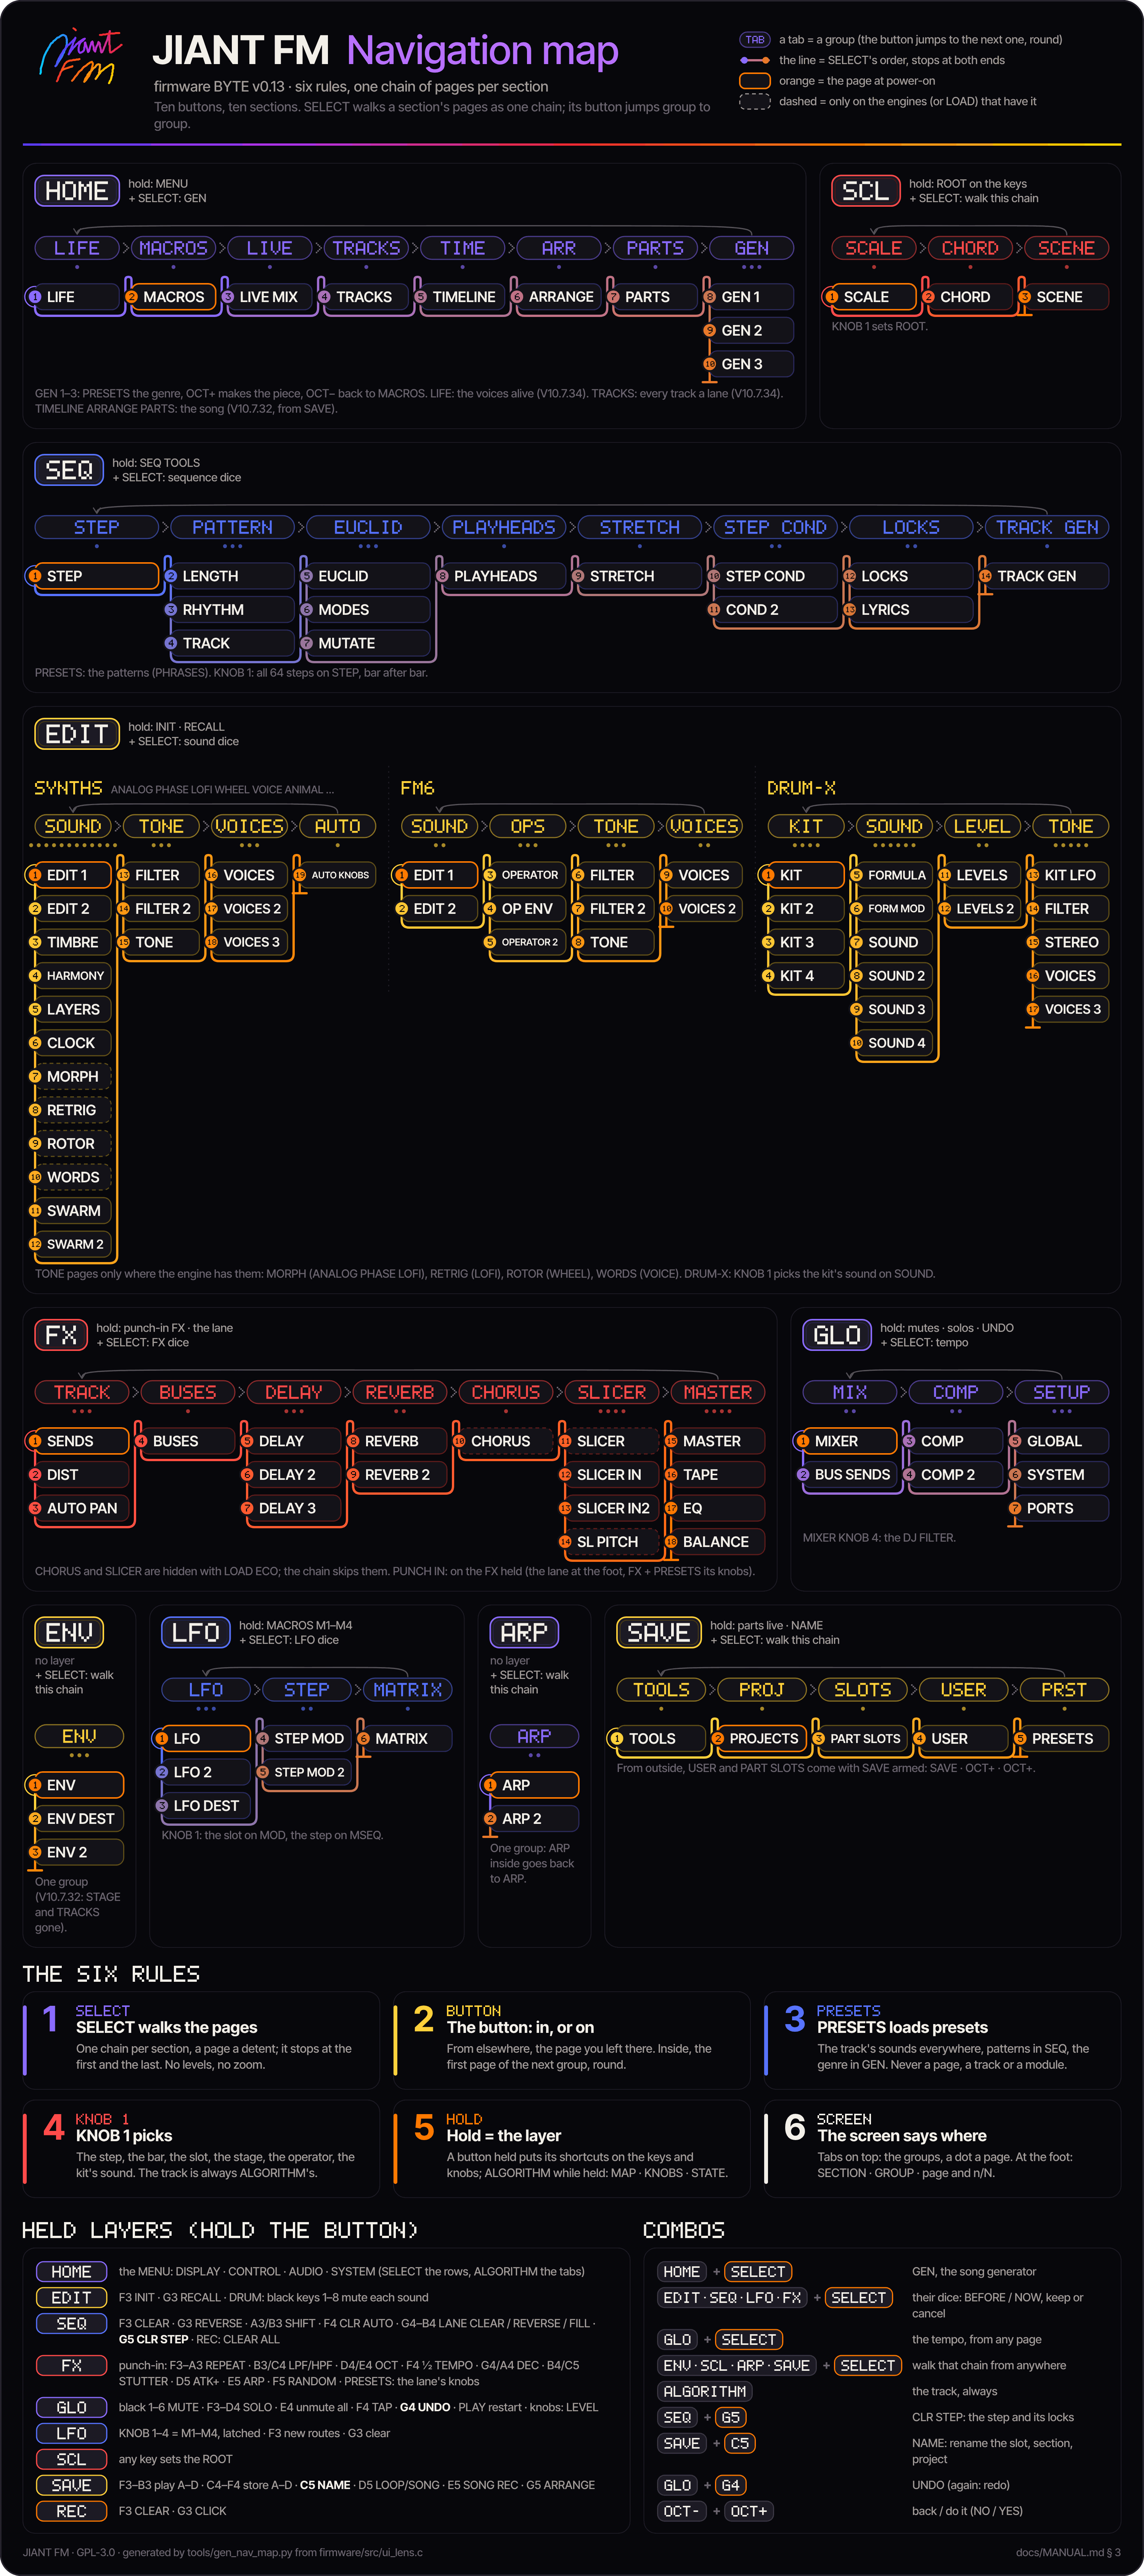 Jiant
Fm
JIANT FM Navigation map
firmware BYTE v0.13 · six rules, one chain of pages per section
Ten buttons, ten sections. SELECT walks a section's pages as one chain; its button jumps group to
group.
TAB a tab = a group (the button jumps to the next one, round)
the line = SELECT's order, stops at both ends
orange = the page at power-on
dashed = only on the engines (or LOAD) that have it
HOME
hold: MENU
+ SELECT: GEN
LIFE > MACROS > LIVE > TRACKS > TIME > ARR > PARTS > GEN
1 LIFE 2 MACROS 3 LIVE MIX 4 TRACKS 5 TIMELINE 6 ARRANGE 7 PARTS 8 GEN 1
9 GEN 2
10 GEN 3
GEN 1–3: PRESETS the genre, OCT+ makes the piece, OCT– back to MACROS. LIFE: the voices alive (V10.7.34). TRACKS: every track a lane (V10.7.34).
TIMELINE ARRANGE PARTS: the song (V10.7.32, from SAVE).
SCL
hold: ROOT on the keys
+ SELECT: walk this chain
SCALE > CHORD > SCENE
1 SCALE 2 CHORD 3 SCENE
KNOB 1 sets ROOT.
SEQ
hold: SEQ TOOLS
+ SELECT: sequence dice
STEP > PATTERN > EUCLID > PLAYHEADS > STRETCH > STEP COND > LOCKS > TRACK GEN
1 STEP 2 LENGTH 5 EUCLID 8 PLAYHEADS 9 STRETCH 10 STEP COND 12 LOCKS 14 TRACK GEN
3 RHYTHM 6 MODES 11 COND 2 13 LYRICS
4 TRACK 7 MUTATE
PRESETS: the patterns (PHRASES). KNOB 1: all 64 steps on STEP, bar after bar.
EDIT
hold: INIT · RECALL
+ SELECT: sound dice
SYNTHS ANALOG PHASE LOFI WHEEL VOICE ANIMAL ...
SOUND > TONE > VOICES > AUTO
1 EDIT 1 13 FILTER 16 VOICES 19 AUTO KNOBS
2 EDIT 2 14 FILTER 2 17 VOICES 2
3 TIMBRE 15 TONE 18 VOICES 3
4 HARMONY
5 LAYERS
6 CLOCK
7 MORPH
8 RETRIG
9 ROTOR
10 WORDS
11 SWARM
12 SWARM 2
FM6
SOUND > OPS > TONE > VOICES
1 EDIT 1 3 OPERATOR 6 FILTER 9 VOICES
2 EDIT 2 4 OP ENV 7 FILTER 2 10 VOICES 2
5 OPERATOR 2 8 TONE
DRUM-X
KIT > SOUND > LEVEL > TONE
1 KIT 5 FORMULA 11 LEVELS 13 KIT LFO
2 KIT 2 6 FORM MOD 12 LEVELS 2 14 FILTER
3 KIT 3 7 SOUND 15 STEREO
4 KIT 4 8 SOUND 2 16 VOICES
9 SOUND 3 17 VOICES 3
10 SOUND 4
TONE pages only where the engine has them: MORPH (ANALOG PHASE LOFI), RETRIG (LOFI), ROTOR (WHEEL), WORDS (VOICE). DRUM-X: KNOB 1 picks the kit's sound on SOUND.
FX
hold: punch-in FX · the lane
+ SELECT: FX dice
TRACK > BUSES > DELAY > REVERB > CHORUS > SLICER > MASTER
1 SENDS 4 BUSES 5 DELAY 8 REVERB 10 CHORUS 11 SLICER 15 MASTER
2 DIST 6 DELAY 2 9 REVERB 2 12 SLICER IN 16 TAPE
3 AUTO PAN 7 DELAY 3 13 SLICER IN2 17 EQ
14 SL PITCH 18 BALANCE
CHORUS and SLICER are hidden with LOAD ECO; the chain skips them. PUNCH IN: on the FX held (the lane at the foot, FX + PRESETS its knobs).
GLO
hold: mutes · solos · UNDO
+ SELECT: tempo
MIX > COMP > SETUP
1 MIXER 3 COMP 5 GLOBAL
2 BUS SENDS 4 COMP 2 6 SYSTEM
7 PORTS
MIXER KNOB 4: the DJ FILTER.
ENV
no layer
+ SELECT: walk
this chain
ENV
1 ENV
2 ENV DEST
3 ENV 2
One group
(V10.7.32: STAGE
and TRACKS
gone).
LFO
hold: MACROS M1–M4
+ SELECT: LFO dice
LFO > STEP > MATRIX
1 LFO 4 STEP MOD 6 MATRIX
2 LFO 2 5 STEP MOD 2
3 LFO DEST
KNOB 1: the slot on MOD, the step on MSEQ.
ARP
no layer
+ SELECT: walk
this chain
ARP
1 ARP
2 ARP 2
One group: ARP
inside goes back
to ARP.
SAVE
hold: parts live · NAME
+ SELECT: walk this chain
TOOLS > PROJ > SLOTS > USER > PRST
1 TOOLS 2 PROJECTS 3 PART SLOTS 4 USER 5 PRESETS
From outside, USER and PART SLOTS come with SAVE armed: SAVE · OCT+ · OCT+.
THE SIX RULES
1 SELECT
SELECT walks the pages
One chain per section, a page a detent; it stops at the
first and the last. No levels, no zoom.
2 BUTTON
The button: in, or on
From elsewhere, the page you left there. Inside, the
first page of the next group, round.
3 PRESETS
PRESETS loads presets
The track's sounds everywhere, patterns in SEQ, the
genre in GEN. Never a page, a track or a module.
4 KNOB 1
KNOB 1 picks
The step, the bar, the slot, the stage, the operator, the
kit's sound. The track is always ALGORITHM's.
5 HOLD
Hold = the layer
A button held puts its shortcuts on the keys and
knobs; ALGORITHM while held: MAP · KNOBS · STATE.
6 SCREEN
The screen says where
Tabs on top: the groups, a dot a page. At the foot:
SECTION · GROUP · page and n/N.
HELD LAYERS (HOLD THE BUTTON)
HOME the MENU: DISPLAY · CONTROL · AUDIO · SYSTEM (SELECT the rows, ALGORITHM the tabs)
EDIT F3 INIT · G3 RECALL · DRUM: black keys 1–8 mute each sound
SEQ F3 CLEAR · G3 REVERSE · A3/B3 SHIFT · F4 CLR AUTO · G4–B4 LANE CLEAR / REVERSE / FILL ·
G5 CLR STEP · REC: CLEAR ALL
FX punch-in: F3–A3 REPEAT · B3/C4 LPF/HPF · D4/E4 OCT · F4 ½ TEMPO · G4/A4 DEC · B4/C5
STUTTER · D5 ATK+ · E5 ARP · F5 RANDOM · PRESETS: the lane's knobs
GLO black 1–6 MUTE · F3–D4 SOLO · E4 unmute all · F4 TAP · G4 UNDO · PLAY restart · knobs: LEVEL
LFO KNOB 1–4 = M1–M4, latched · F3 new routes · G3 clear
SCL any key sets the ROOT
SAVE F3–B3 play A–D · C4–F4 store A–D · C5 NAME · D5 LOOP/SONG · E5 SONG REC · G5 ARRANGE
REC F3 CLEAR · G3 CLICK
COMBOS
HOME + SELECT GEN, the song generator
EDIT·SEQ·LFO·FX + SELECT their dice: BEFORE / NOW, keep or
cancel
GLO + SELECT the tempo, from any page
ENV·SCL·ARP·SAVE + SELECT walk that chain from anywhere
ALGORITHM the track, always
SEQ + G5 CLR STEP: the step and its locks
SAVE + C5 NAME: rename the slot, section,
project
GLO + G4 UNDO (again: redo)
OCT- + OCT+ back / do it (NO / YES)
JIANT FM · GPL-3.0 · generated by tools/gen_nav_map.py from firmware/src/ui_lens.c
docs/MANUAL.md § 3